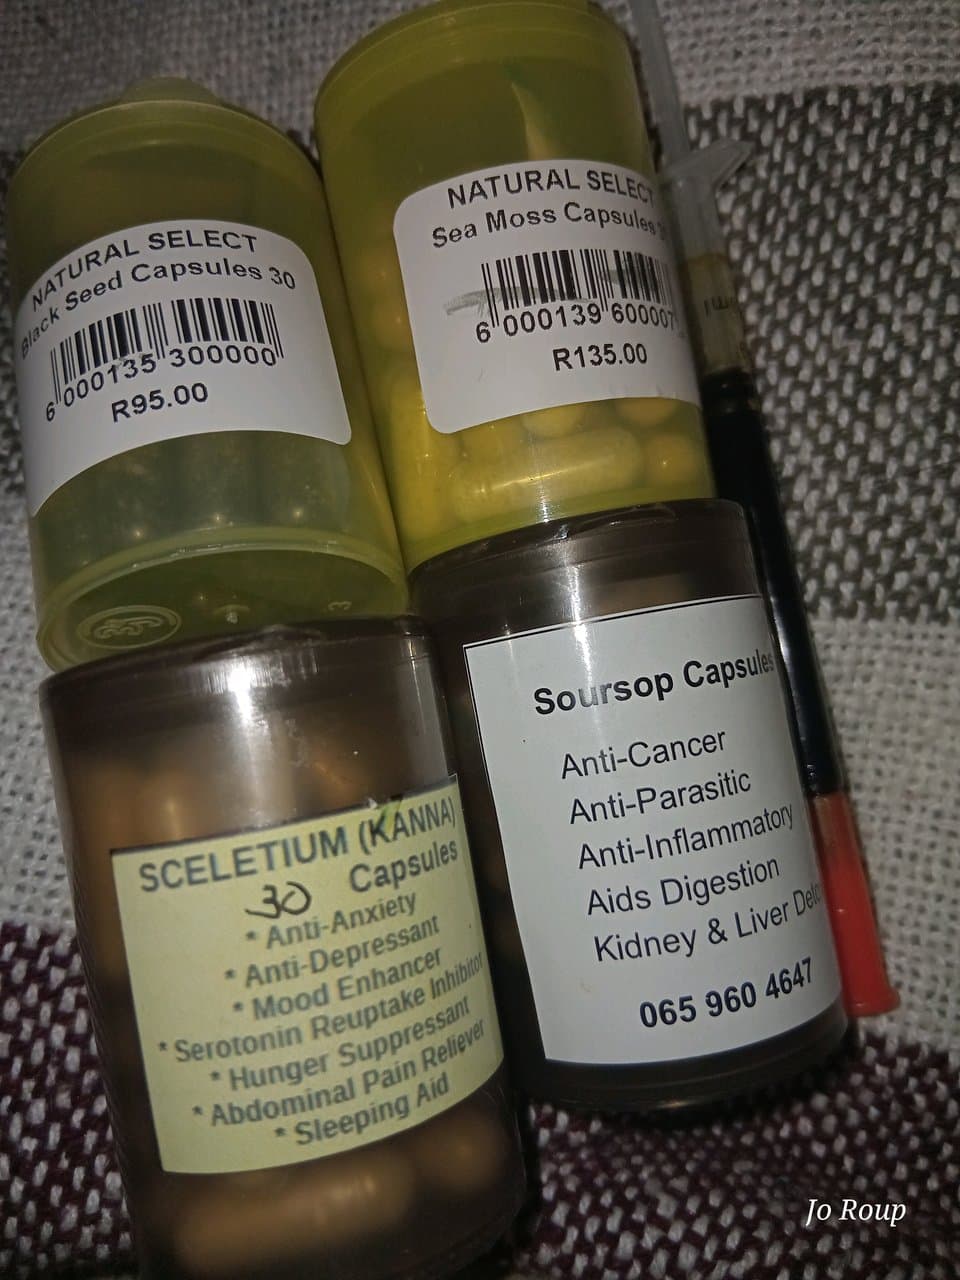 NATURAL SELECT
Black Seed Capsules 30
6 000135 300000
R95.00
NATURAL SELECT
Sea Moss Capsules
6 000139 600007
R135.00
SCELETIUM (KANNA)
30 Capsules
* Anti-Anxiety
* Anti-Depressant
* Mood Enhancer
* Serotonin Reuptake Inhibitor
* Hunger Suppressant
* Abdominal Pain Reliever
* Sleeping Aid
Soursop Capsules
Anti-Cancer
Anti-Parasitic
Anti-Inflammatory
Aids Digestion
Kidney & Liver
065 960 4647
Jo Roup